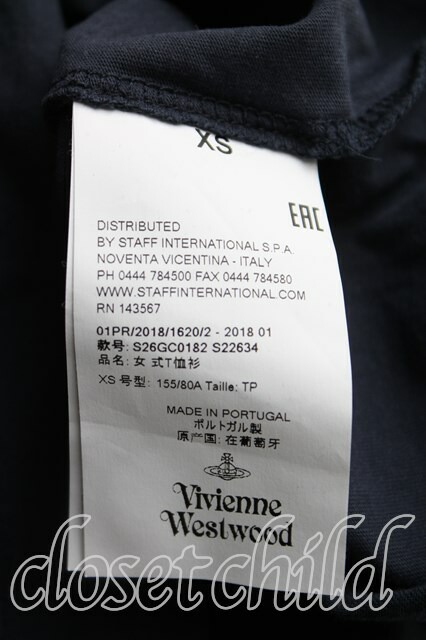 XS
EAC
DISTRIBUTED
BY STAFF INTERNATIONAL S.P.A.
NOVENTA VICENTINA - ITALY
PH 0444 784500 FAX 0444 784580
WWW.STAFFINTERNATIONAL.COM
RN 143567
01PR/2018/1620/2 - 2018 01
款号: S26GC0182 S22634
品名: 女 式T恤衫
XS 号型: 155/80A Taille: TP
MADE IN PORTUGAL
ポルトガル製
原产国: 在葡萄牙
Vivienne
Westwood
closetchild